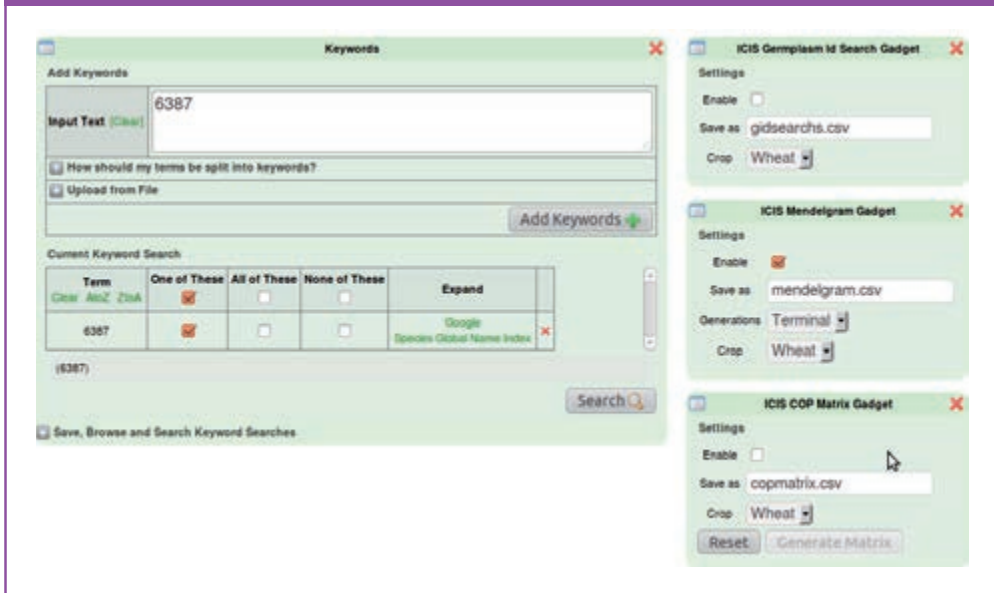 Keywords
Add Keywords
Input Text [Clear]
6387
How should my terms be split into keywords?
Upload from File
Add Keywords
Current Keyword Search
Term One of These All of These None of These Expand
Clear AtoZ ZtoA
6387 Google
Species Global Name Index
(6387)
Search
Save, Browse and Search Keyword Searches
ICIS Germplasm Id Search Gadget
Settings
Enable
Save as gidsearchs.csv
Crop Wheat
ICIS Mendelgram Gadget
Settings
Enable
Save as mendelgram.csv
Generations Terminal
Crop Wheat
ICIS COP Matrix Gadget
Settings
Enable
Save as copmatrix.csv
Crop Wheat
Reset Generate Matrix